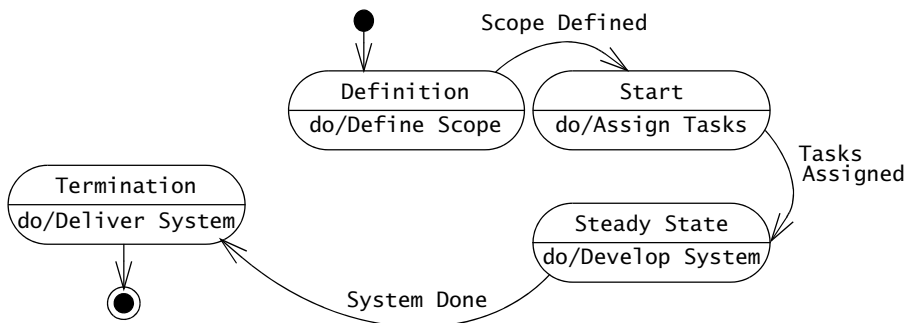 Scope Defined
Definition
do/Define Scope
Start
do/Assign Tasks
Tasks
Assigned
Termination
do/Deliver System
Steady State
do/Develop System
System Done